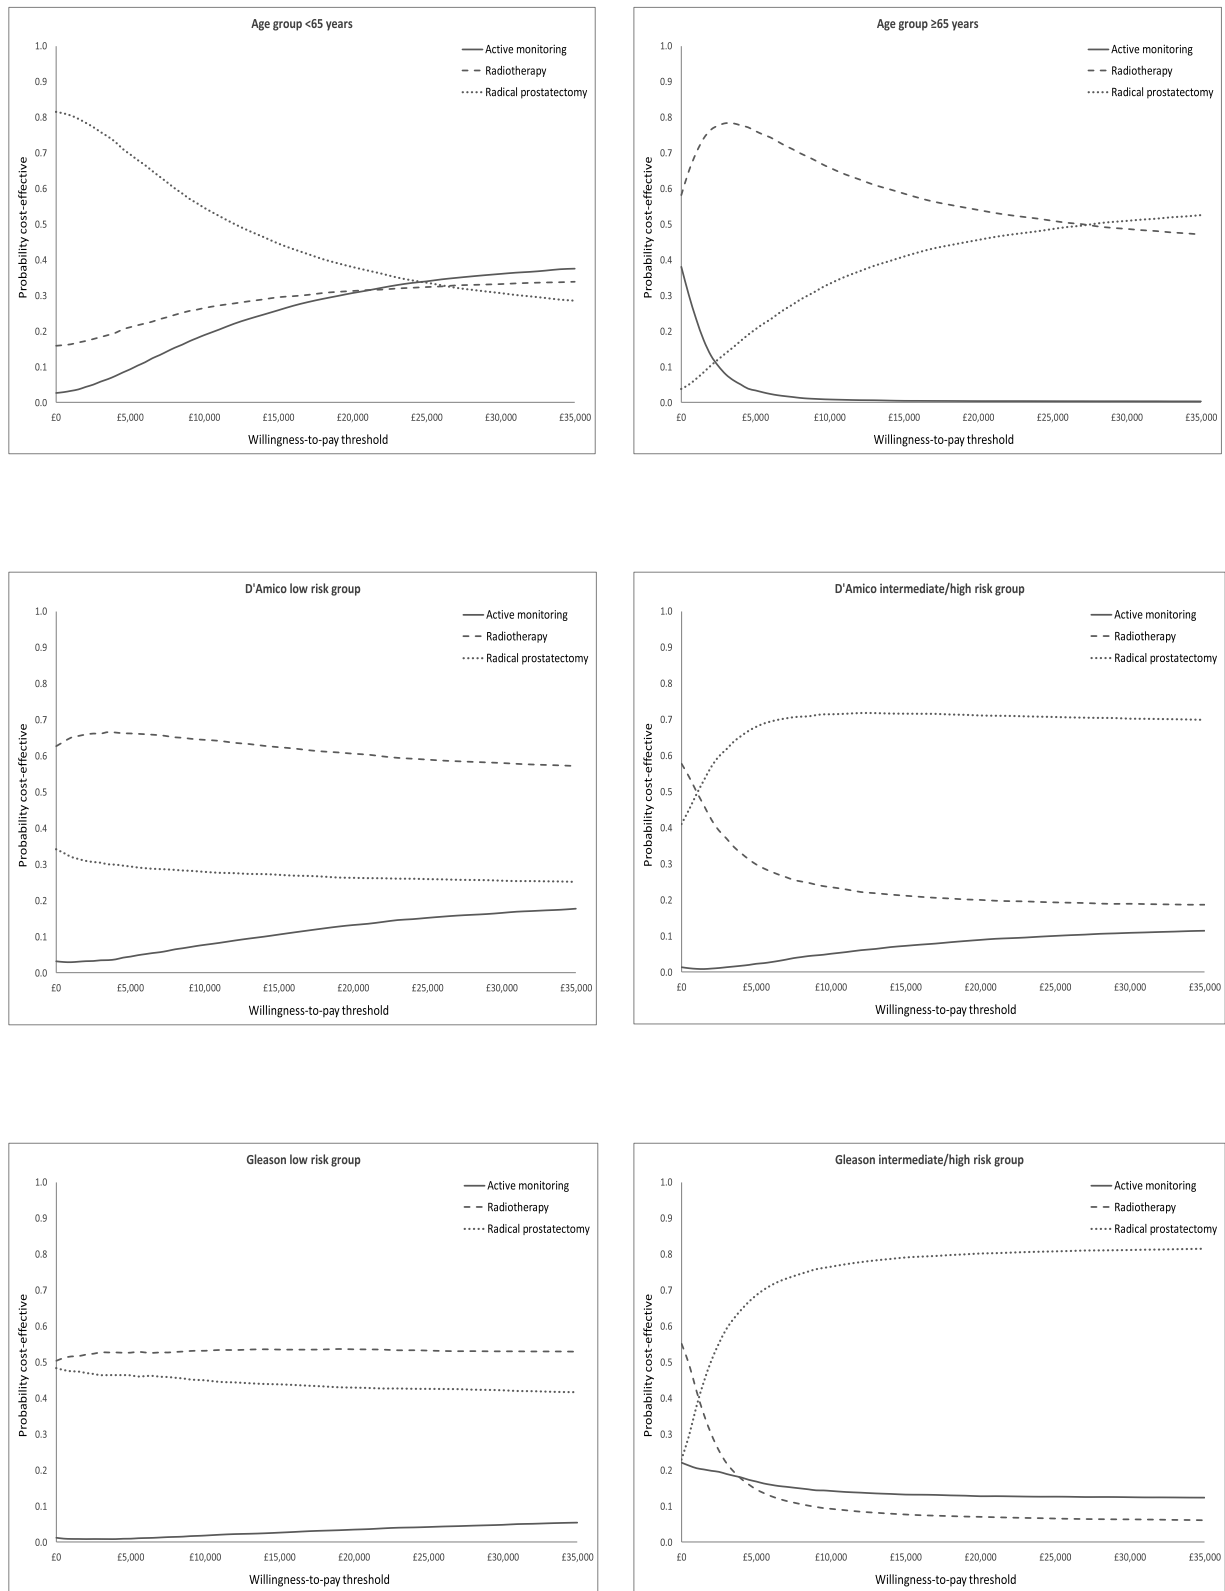 Age group <65 years
Active monitoring
Radiotherapy
Radical prostatectomy
1.0
0.9
0.8
0.7
0.6
0.5
0.4
0.3
0.2
0.1
0.0
Probability cost-effective
£0 £5,000 £10,000 £15,000 £20,000 £25,000 £30,000 £35,000
Willingness-to-pay threshold
Age group ≥65 years
Active monitoring
Radiotherapy
Radical prostatectomy
1.0
0.9
0.8
0.7
0.6
0.5
0.4
0.3
0.2
0.1
0.0
Probability cost-effective
£0 £5,000 £10,000 £15,000 £20,000 £25,000 £30,000 £35,000
Willingness-to-pay threshold
D'Amico low risk group
Active monitoring
Radiotherapy
Radical prostatectomy
1.0
0.9
0.8
0.7
0.6
0.5
0.4
0.3
0.2
0.1
0.0
Probability cost-effective
£0 £5,000 £10,000 £15,000 £20,000 £25,000 £30,000 £35,000
Willingness-to-pay threshold
D'Amico intermediate/high risk group
Active monitoring
Radiotherapy
Radical prostatectomy
1.0
0.9
0.8
0.7
0.6
0.5
0.4
0.3
0.2
0.1
0.0
Probability cost-effective
£0 £5,000 £10,000 £15,000 £20,000 £25,000 £30,000 £35,000
Willingness-to-pay threshold
Gleason low risk group
Active monitoring
Radiotherapy
Radical prostatectomy
1.0
0.9
0.8
0.7
0.6
0.5
0.4
0.3
0.2
0.1
0.0
Probability cost-effective
£0 £5,000 £10,000 £15,000 £20,000 £25,000 £30,000 £35,000
Willingness-to-pay threshold
Gleason intermediate/high risk group
Active monitoring
Radiotherapy
Radical prostatectomy
1.0
0.9
0.8
0.7
0.6
0.5
0.4
0.3
0.2
0.1
0.0
Probability cost-effective
£0 £5,000 £10,000 £15,000 £20,000 £25,000 £30,000 £35,000
Willingness-to-pay threshold